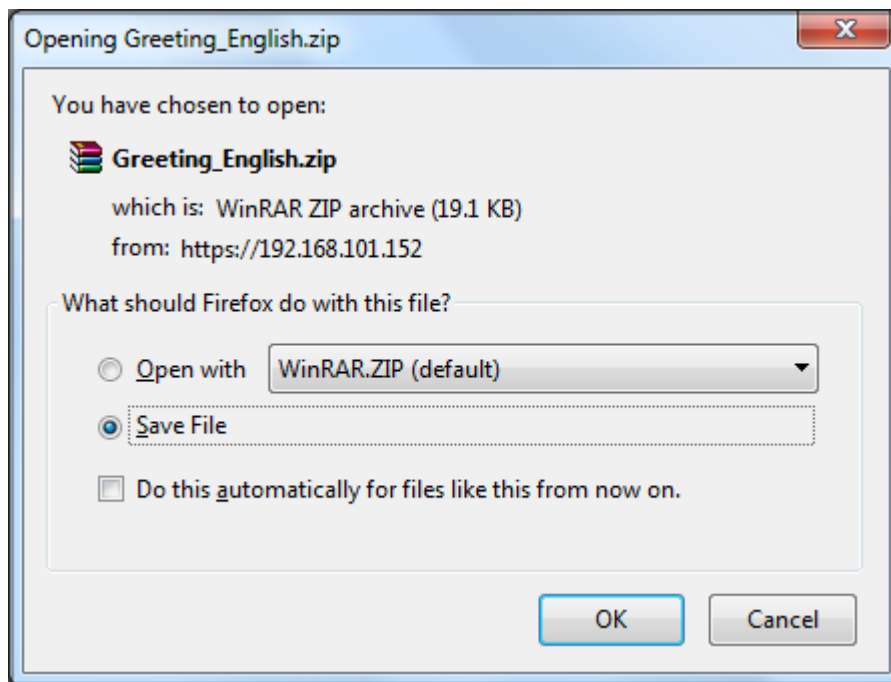 Opening Greeting_English.zip
X
You have chosen to open:
Greeting_English.zip
which is: WinRAR ZIP archive (19.1 KB)
from: https://192.168.101.152
What should Firefox do with this file?
Open with WinRAR.ZIP (default)
Save File
Do this automatically for files like this from now on.
OK Cancel